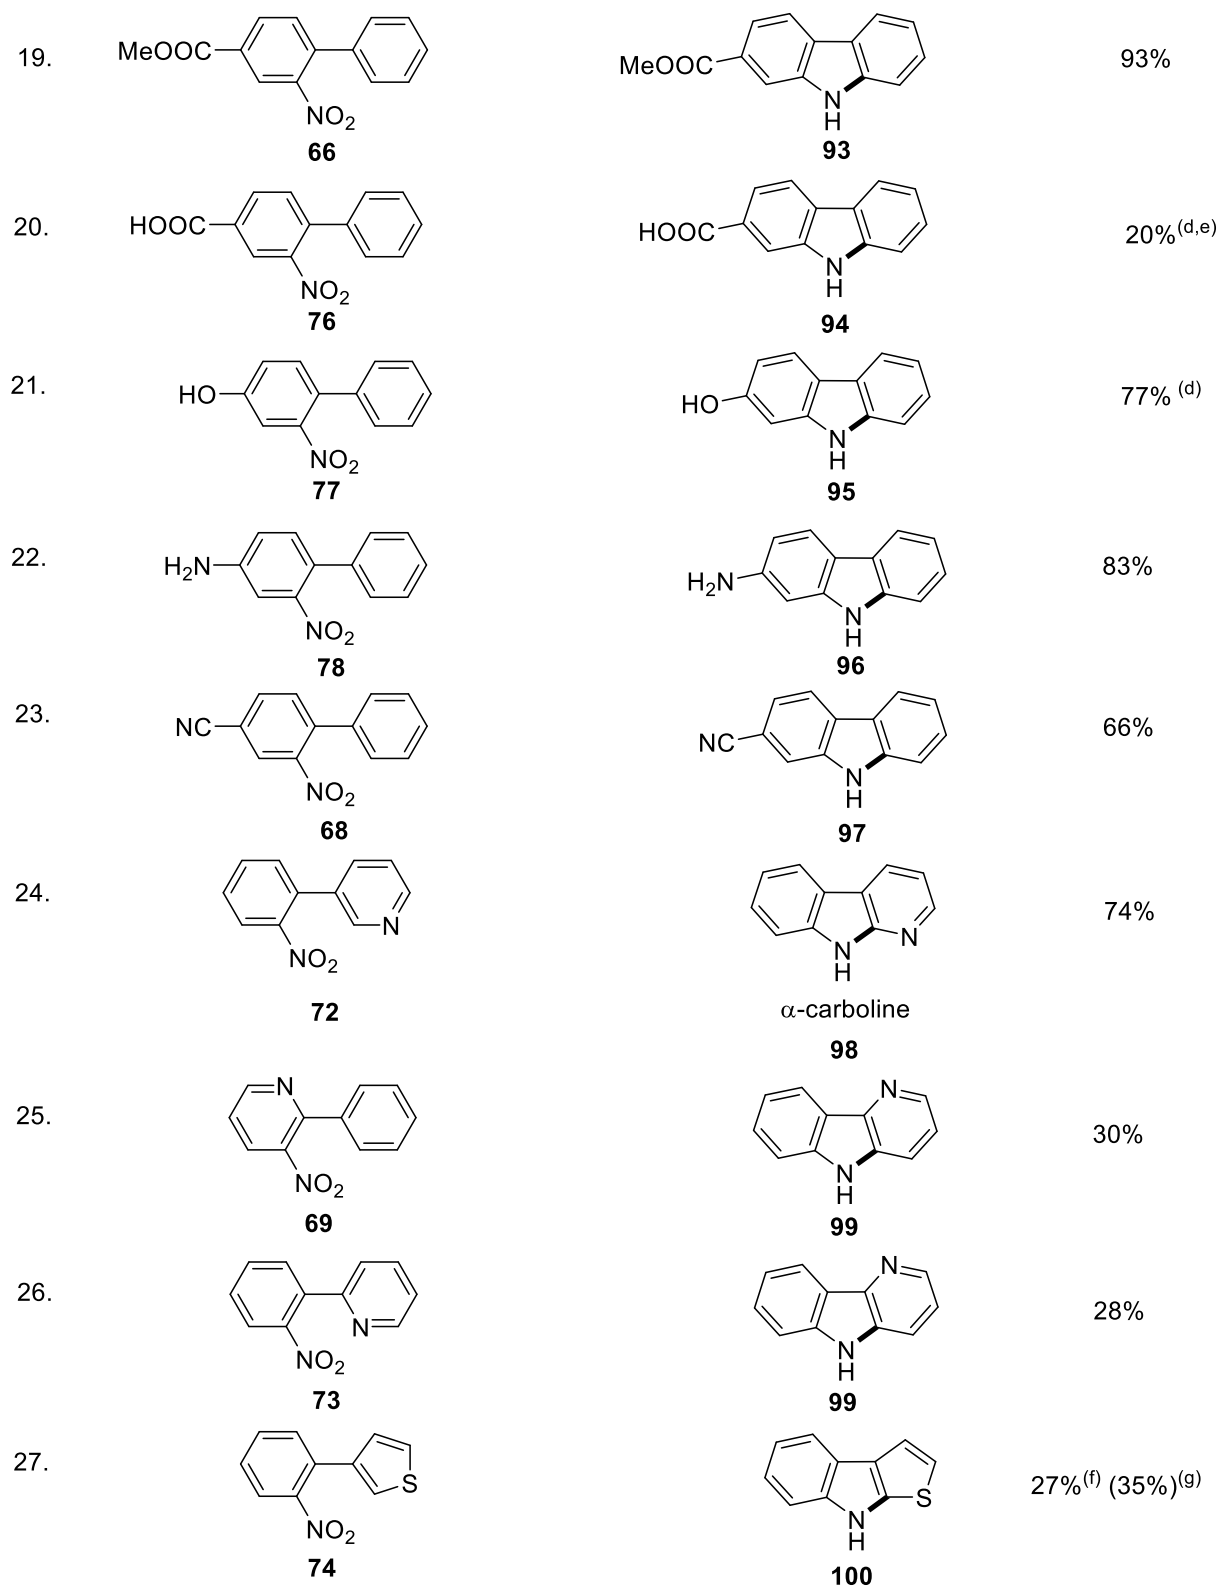 19.
MeOOC
NO2
66
MeOOC
N
H
93
93%
20.
HOOC
NO2
76
HOOC
N
H
94
20%(d,e)
21.
HO
NO2
77
HO
N
H
95
77% (d)
22.
H2N
NO2
78
H2N
N
H
96
83%
23.
NC
NO2
68
NC
N
H
97
66%
24.
N
NO2
72
N
H
N
α-carboline
98
74%
25.
N
NO2
69
N
N
H
99
30%
26.
N
NO2
73
N
N
H
99
28%
27.
S
NO2
74
S
N
H
100
27%(f) (35%)(g)